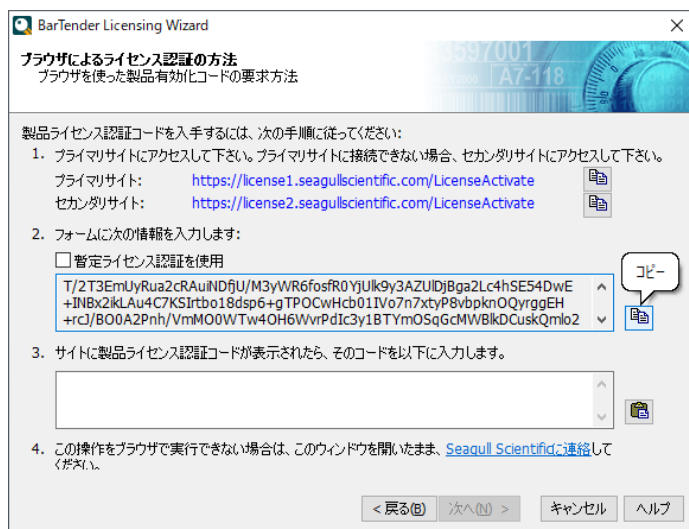 BarTender Licensing Wizard
ブラウザによるライセンス認証の方法
ブラウザを使った製品有効化コードの要求方法
3597001
A7-118
製品ライセンス認証コードを入手するには、次の手順に従ってください:
1. プライマリサイトにアクセスして下さい。プライマリサイトに接続できない場合、セカンダリサイトにアクセスして下さい。
プライマリサイト: https://license1.seagullscientific.com/LicenseActivate
セカンダリサイト: https://license2.seagullscientific.com/LicenseActivate
2. フォームに次の情報を入力します:
暫定ライセンス認証を使用
コピー
T/2T3EmUyRua2cRAuiNDfjU/M3yWR6fosfR0YjUlk9y3AZUlDjBga2Lc4hSE54DwE
+INBx2ikLAu4C7KSIrtbo18dsp6+gTPOCwHcb01IVo7n7xtyP8vbpknOQyrggEH
+rcJ/BO0A2Pnh/VmMO0WTw4OH6WvrPdIc3y1BTYmOSqGcMWBlkDCuskQmlo2
3. サイトに製品ライセンス認証コードが表示されたら、そのコードを以下に入力します。
4. この操作をブラウザで実行できない場合は、このウィンドウを開いたまま、Seagull Scientificに連絡して
ください。
< 戻る(B) 次へ(N) > キャンセル ヘルプ